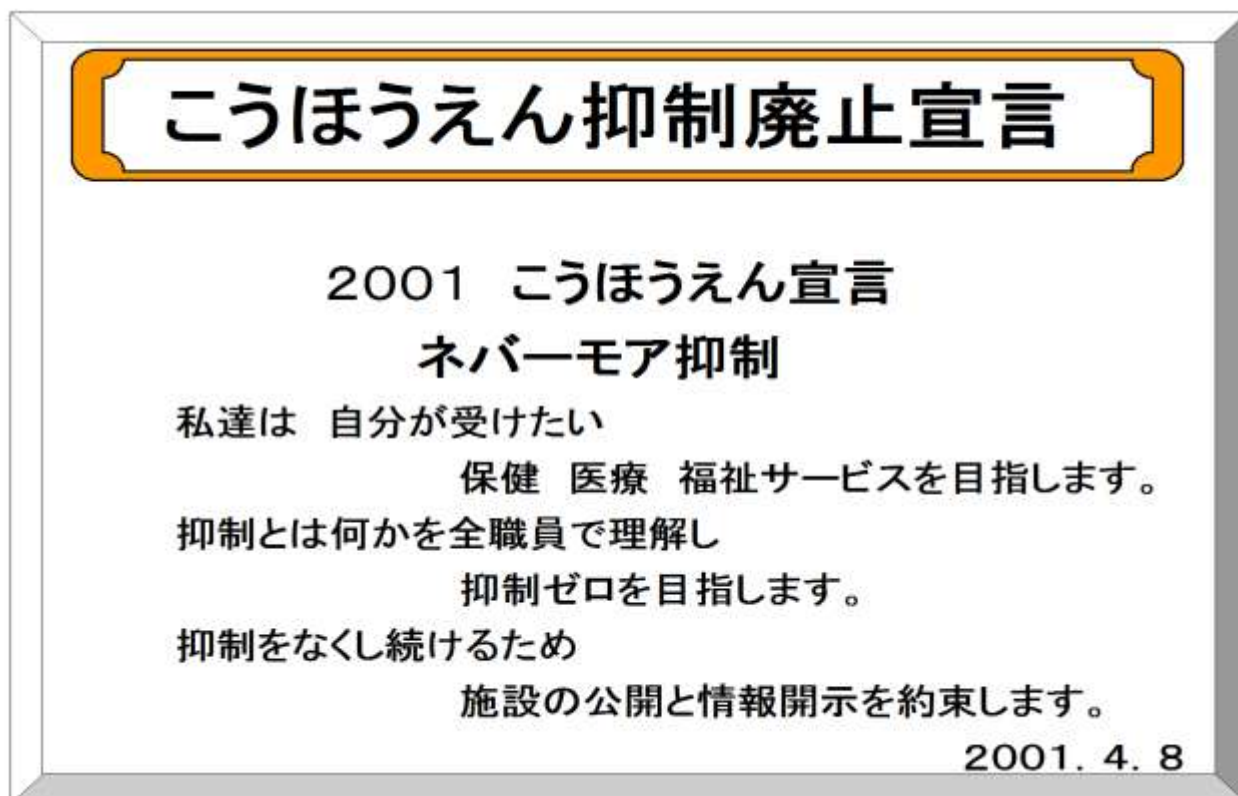 こうほうえん抑制廃止宣言
２００１　こうほうえん宣言
ネバーモア抑制
私達は　自分が受けたい
保健　医療　福祉サービスを目指します。
抑制とは何かを全職員で理解し
抑制ゼロを目指します。
抑制をなくし続けるため
施設の公開と情報開示を約束します。
２００１．４．８